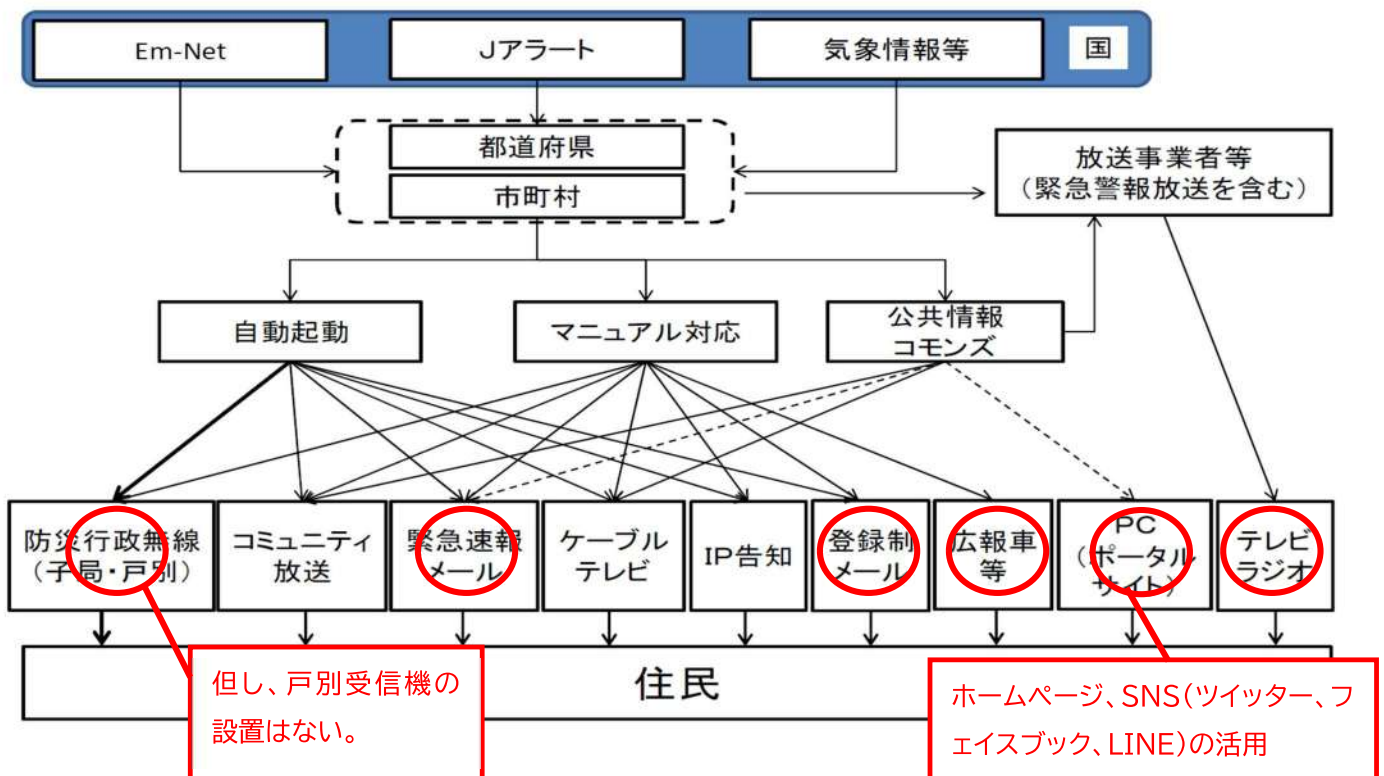 Em-Net
Jアラート
気象情報等
国
都道府県
市町村
放送事業者等
(緊急警報放送を含む)
自動起動
マニュアル対応
公共情報
コモンズ
防災行政無線
(子局・戸別)
コミュニティ
放送
緊急速報
メール
ケーブル
テレビ
IP告知
登録制
メール
広報車
等
PC
(ポータル
サイト)
テレビ
ラジオ
住民
但し、戸別受信機の
設置はない。
ホームページ、SNS(ツイッター、フ
ェイスブック、LINE)の活用